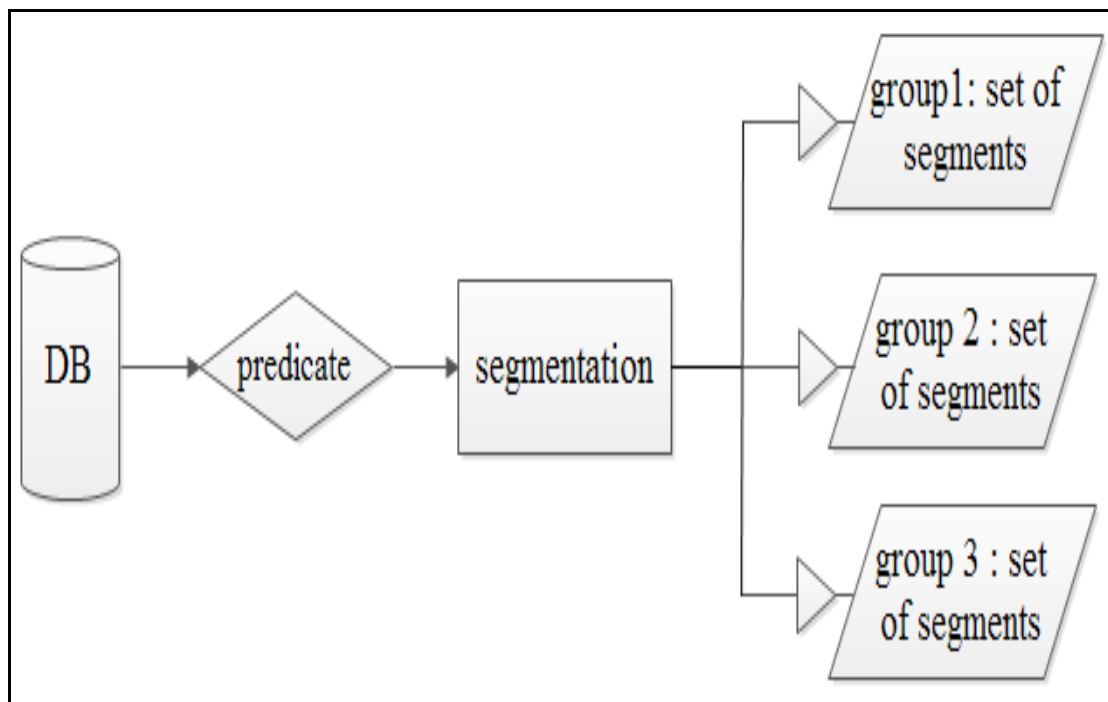 group1: set of
segments
DB
predicate
segmentation
group 2 : set
of segments
group 3 : set
of segments